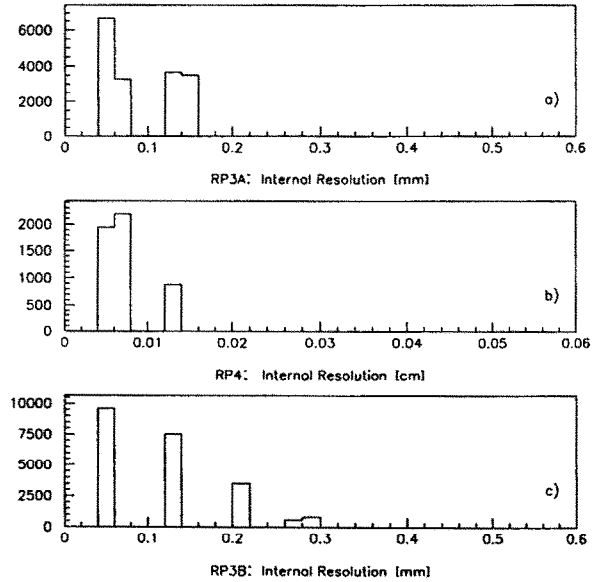 6000
4000
2000
0
a)
0 0.1 0.2 0.3 0.4 0.5 0.6
RP3A: Internal Resolution [mm]
2000
1500
1000
500
0
b)
0 0.01 0.02 0.03 0.04 0.05 0.06
RP4: Internal Resolution [cm]
10000
7500
5000
2500
0
c)
0 0.1 0.2 0.3 0.4 0.5 0.6
RP3B: Internal Resolution [mm]